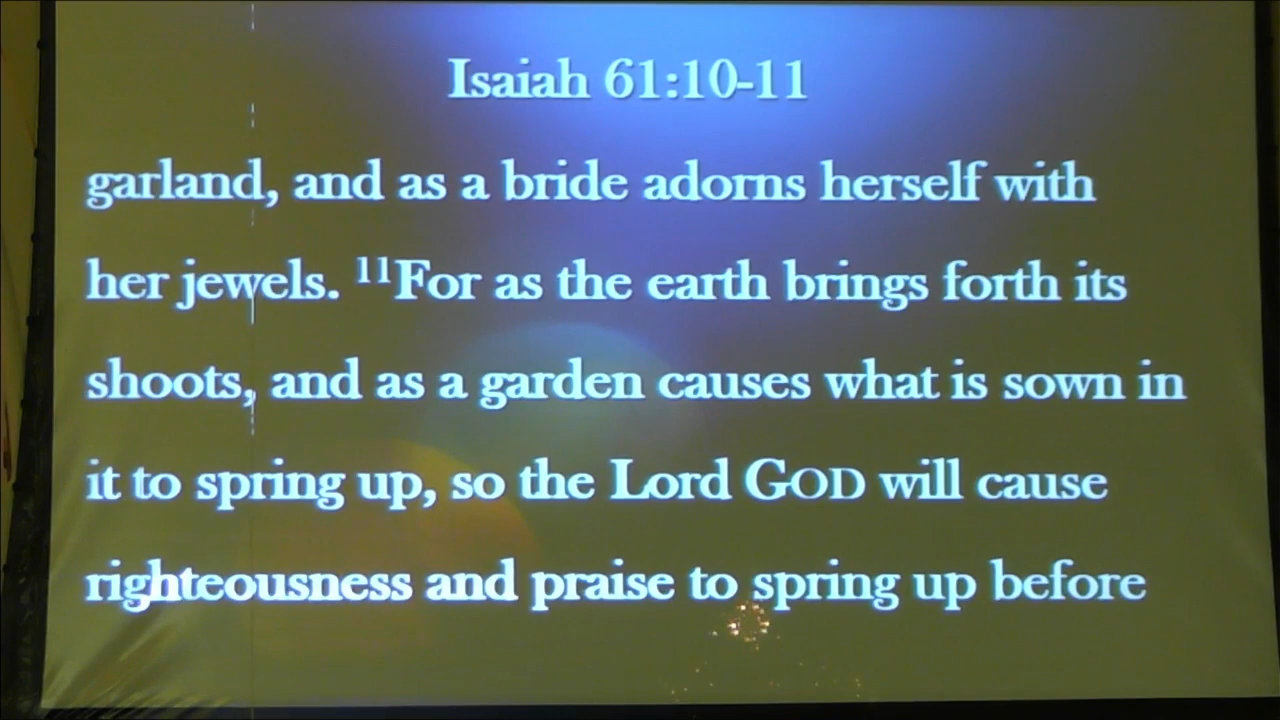 Isaiah 61:10-11
garland, and as a bride adorns herself with
her jewels. ¹¹For as the earth brings forth its
shoots, and as a garden causes what is sown in
it to spring up, so the Lord GOD will cause
righteousness and praise to spring up before